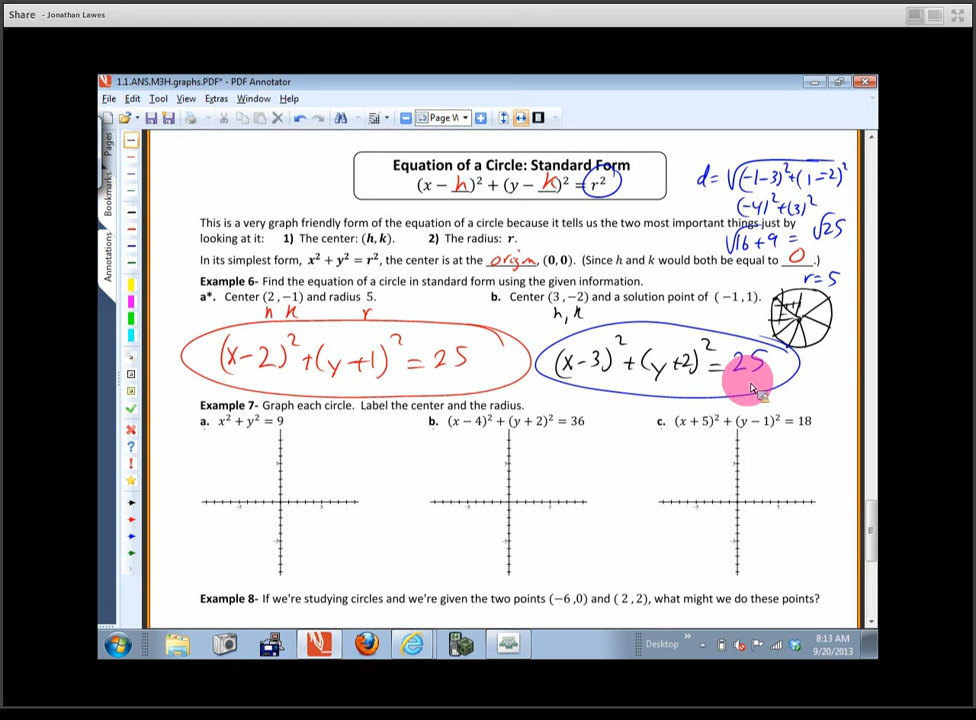 Share - Jonathan Lawes
1.1.ANS.M3H.graphs.PDF* - PDF Annotator
File Edit Tool View Extras Window Help
Page W
Pages
Bookmarks
Annotations
Equation of a Circle: Standard Form
(x − h)² + (y − k)² = r²
d = √(-1-3)²+(1--2)²
(-4)²+(3)²
√16+9 = √25
r=5
This is a very graph friendly form of the equation of a circle because it tells us the two most important things just by
looking at it: 1) The center: (h, k). 2) The radius: r.
In its simplest form, x² + y² = r², the center is at the origin, (0, 0). (Since h and k would both be equal to 0.)
Example 6- Find the equation of a circle in standard form using the given information.
a*. Center (2, −1) and radius 5. b. Center (3, −2) and a solution point of (−1, 1).
h k r h, k
(x-2)²+(y+1)²=25 (x-3)²+(y+2)²=25
Example 7- Graph each circle. Label the center and the radius.
a. x² + y² = 9 b. (x − 4)² + (y + 2)² = 36 c. (x + 5)² + (y − 1)² = 18
Example 8- If we're studying circles and we're given the two points (−6 ,0) and ( 2 , 2), what might we do these points?
Desktop »
8:13 AM
9/20/2013